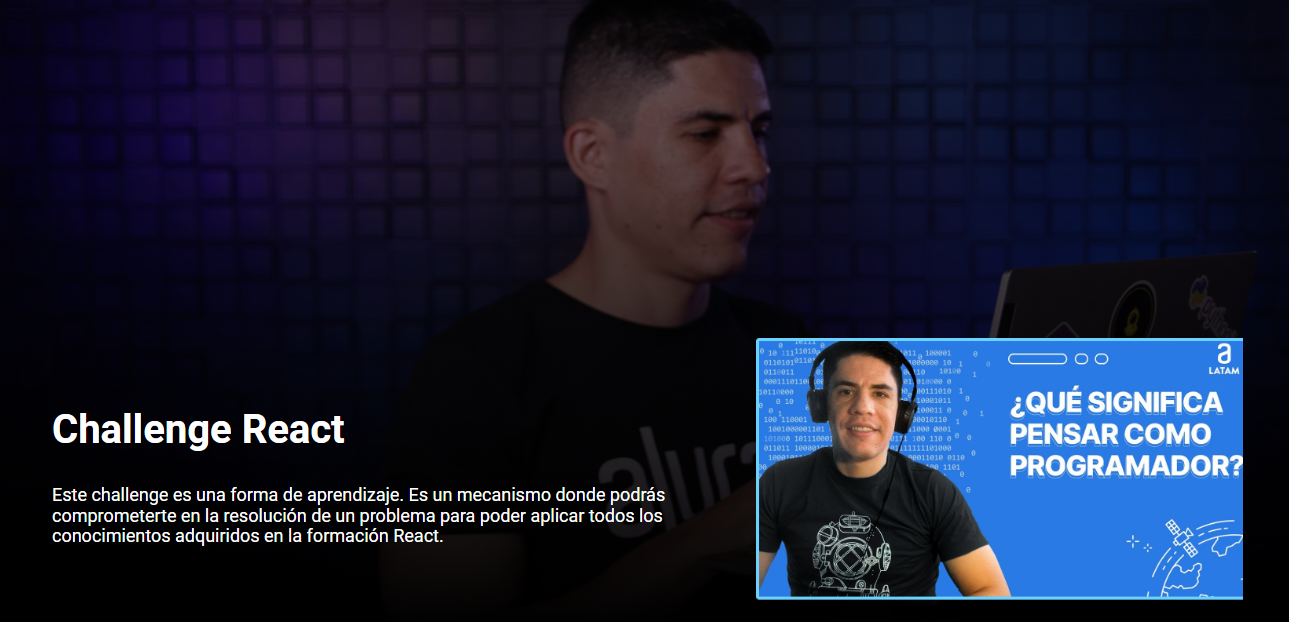 Challenge React
Este challenge es una forma de aprendizaje. Es un mecanismo donde podrás
comprometerte en la resolución de un problema para poder aplicar todos los
conocimientos adquiridos en la formación React.
alura
a
LATAM
¿QUÉ SIGNIFICA
PENSAR COMO
PROGRAMADOR?